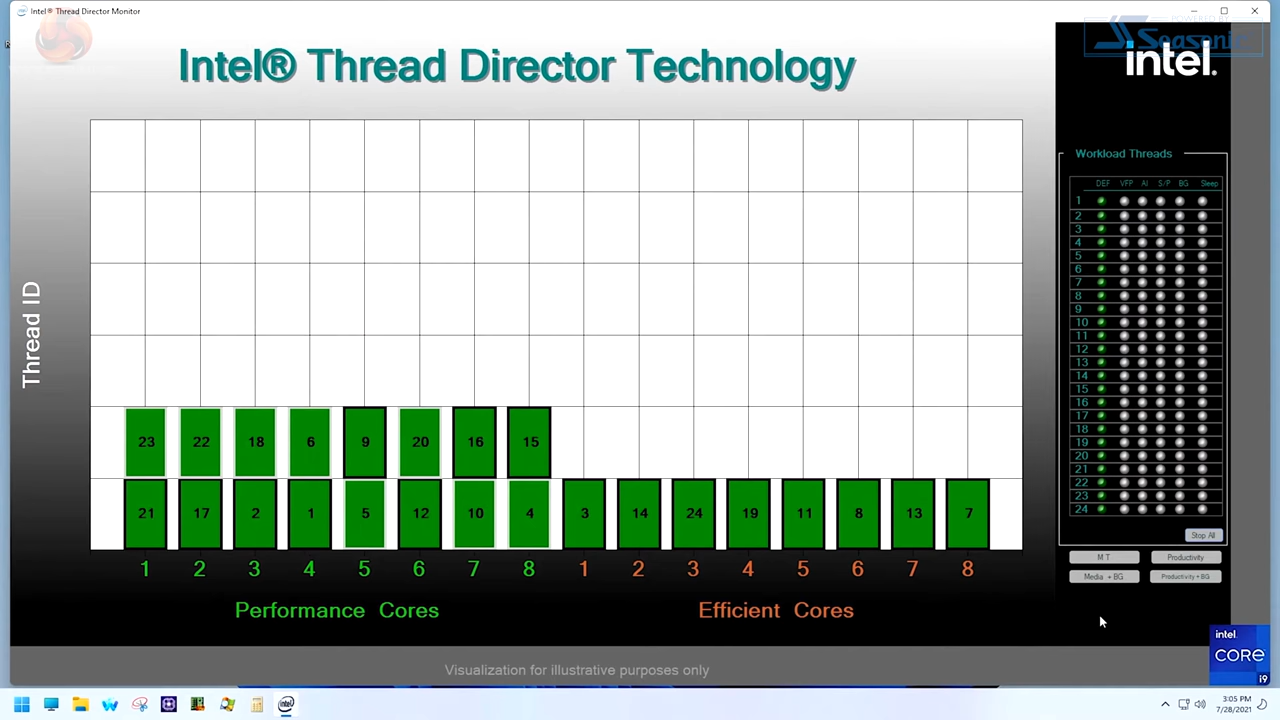 Intel® Thread Director Monitor
POWERED BY
Seasonic
intel.
Intel® Thread Director Technology
Workload Threads
DEF VFP AI S/P BG Sleep
1
2
3
4
5
6
7
8
9
10
11
12
13
14
15
16
17
18
19
20
21
22
23
24
Stop All
M T Productivity
Media + BG Productivity + BG
Thread ID
23 22 18 6 9 20 16 15
21 17 2 1 5 12 10 4 3 14 24 19 11 8 13 7
1 2 3 4 5 6 7 8 1 2 3 4 5 6 7 8
Performance Cores Efficient Cores
Visualization for illustrative purposes only
intel.
CORE
i9
intel
3:05 PM
7/28/2021